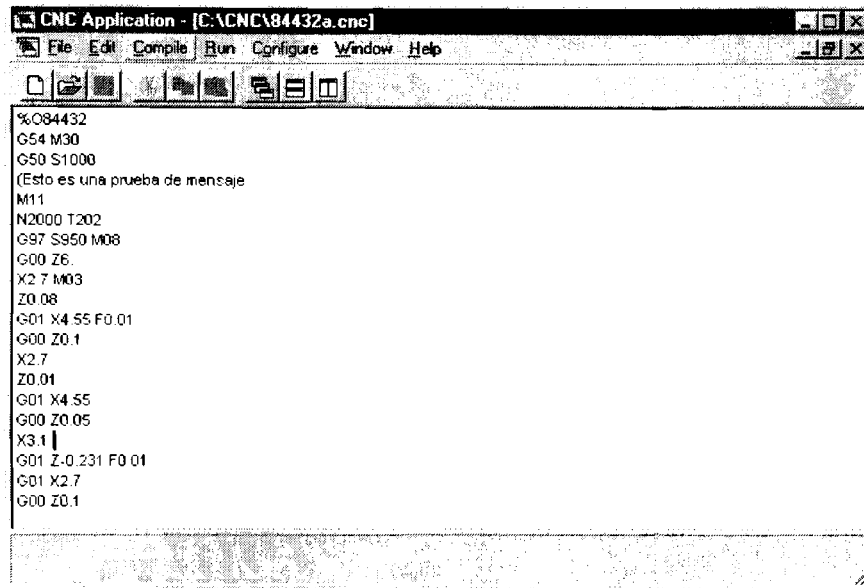 CNC Application - [C:\CNC\84432a.cnc]
File Edit Compile Run Configure Window Help
%O84432
G54 M30
G50 S1000
(Esto es una prueba de mensaje
M11
N2000 T202
G97 S950 M08
G00 Z6.
X2.7 M03
Z0.08
G01 X4.55 F0.01
G00 Z0.1
X2.7
Z0.01
G01 X4.55
G00 Z0.05
X3.1
G01 Z-0.231 F0.01
G01 X2.7
G00 Z0.1